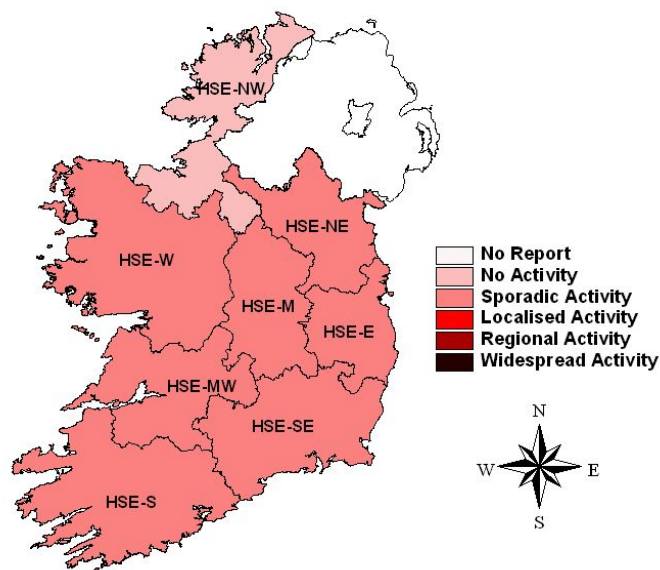 HSE-NW
HSE-NE
HSE-W
HSE-M
HSE-E
HSE-MW
HSE-SE
HSE-S
No Report
No Activity
Sporadic Activity
Localised Activity
Regional Activity
Widespread Activity
N
W E
S